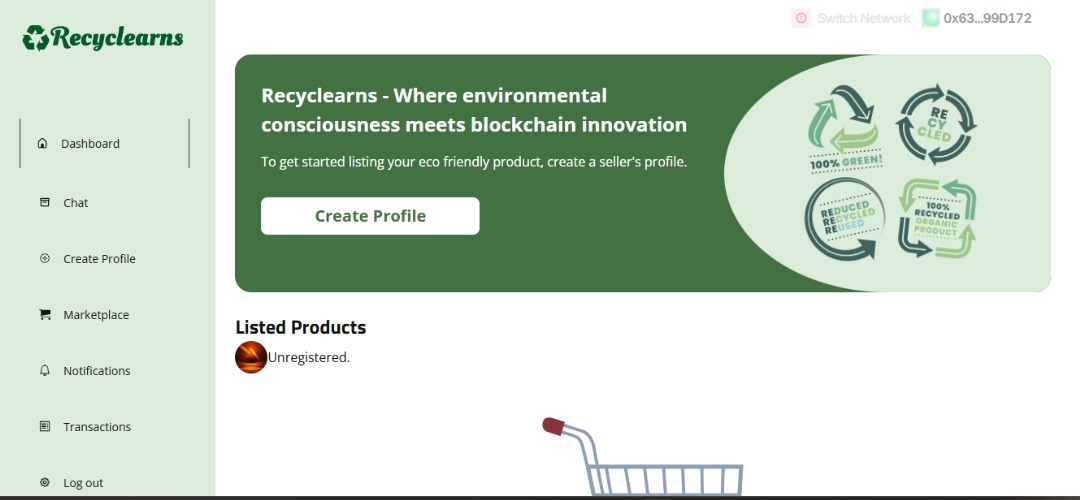 Recyclearns
Switch Network
0x63...99D172
Dashboard
Chat
Create Profile
Marketplace
Notifications
Transactions
Log out
Recyclearns - Where environmental
consciousness meets blockchain innovation
To get started listing your eco friendly product, create a seller's profile.
Create Profile
100% GREEN!
RE
CY
CLED
REDUCED
RECYCLED
REUSED
100%
RECYCLED
ORGANIC
PRODUCT
Listed Products
Unregistered.